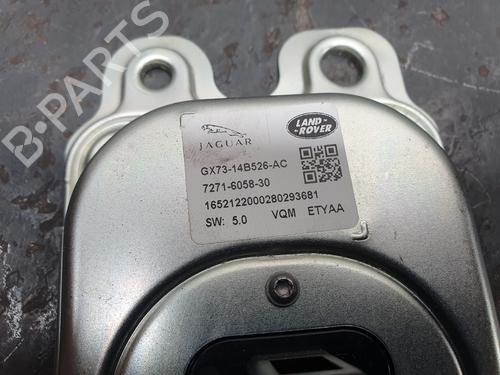 JAGUAR
LAND-
ROVER
GX73-14B526-AC
7271-6058-30
1652122000280293681
SW: 5.0 VQM ETYAA
B-PARTS